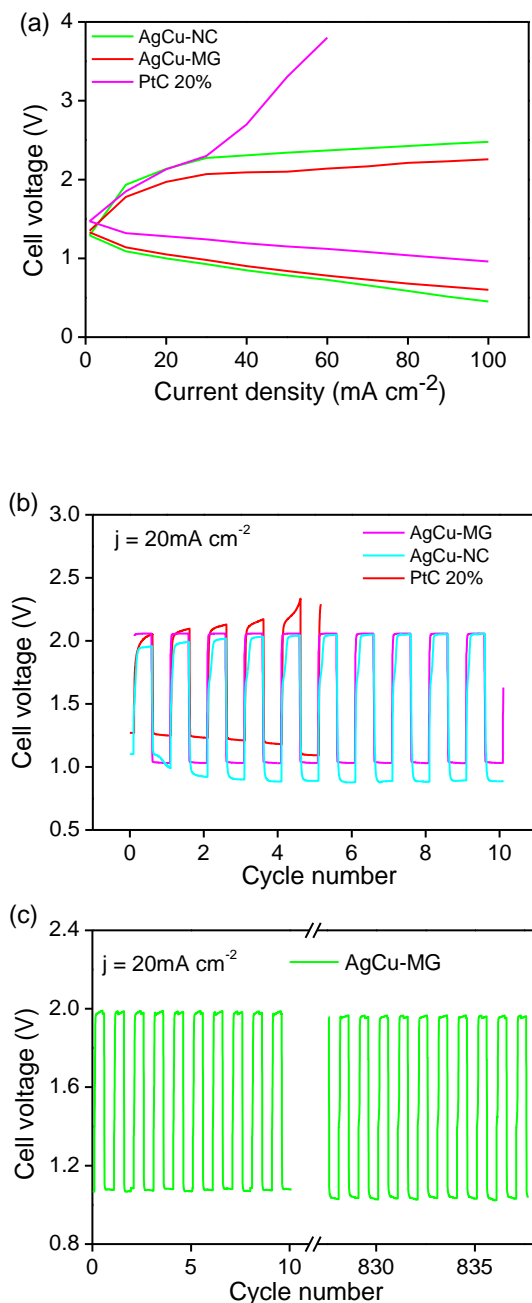 (a)
AgCu-NC
AgCu-MG
PtC 20%
4
3
2
1
0
Cell voltage (V)
0 20 40 60 80 100
Current density (mA cm-2)
(b)
j = 20mA cm-2
AgCu-MG
AgCu-NC
PtC 20%
3.0
2.5
2.0
1.5
1.0
0.5
Cell voltage (V)
0 2 4 6 8 10
Cycle number
(c)
j = 20mA cm-2
AgCu-MG
2.4
2.0
1.6
1.2
0.8
Cell voltage (V)
0 5 10 830 835
Cycle number